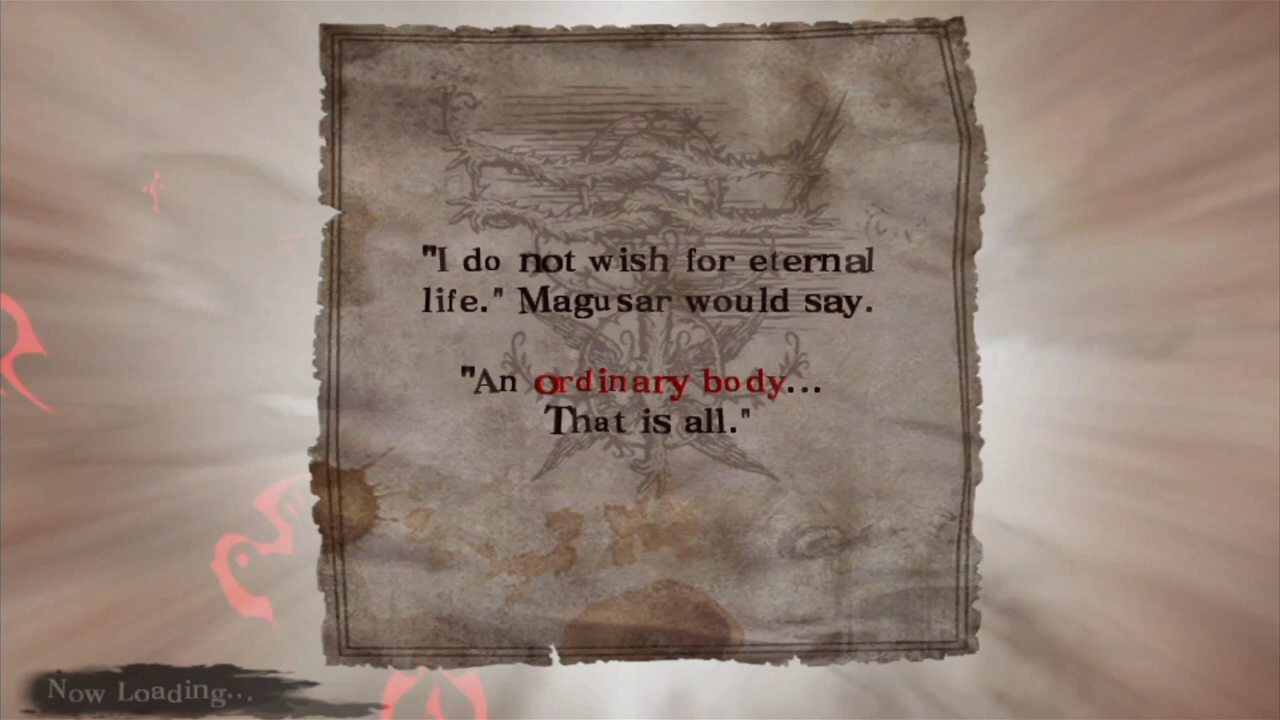 "I do not wish for eternal
life." Magusar would say.
"An ordinary body...
That is all."
Now Loading...